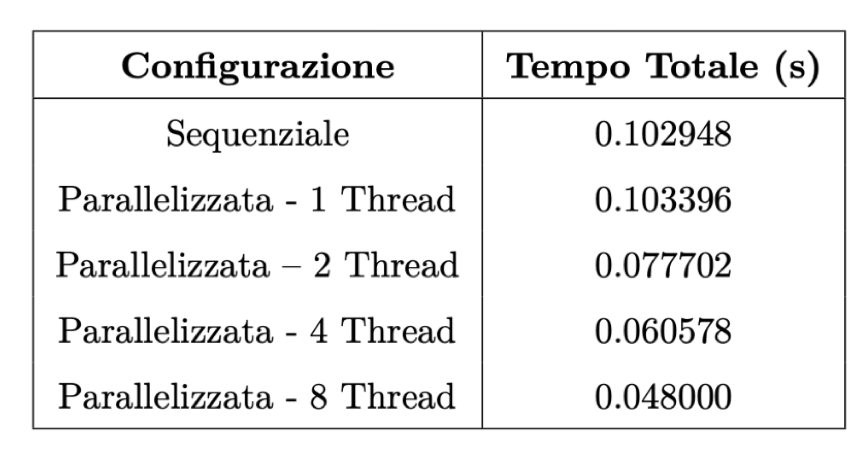 Configurazione Tempo Totale (s)
Sequenziale 0.102948
Parallelizzata - 1 Thread 0.103396
Parallelizzata – 2 Thread 0.077702
Parallelizzata - 4 Thread 0.060578
Parallelizzata - 8 Thread 0.048000